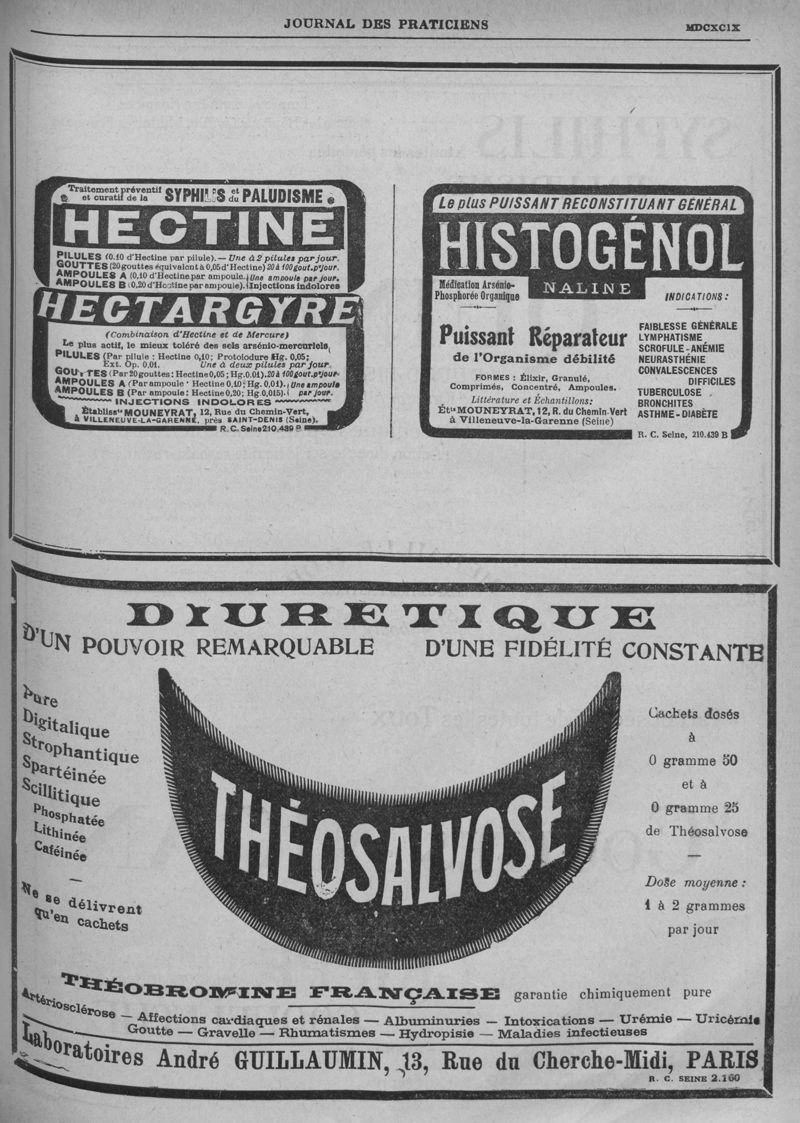 JOURNAL DES PRATICIENS
MDCXCIX
Traitement préventif et curatif de la SYPHILIS et du PALUDISME
HECTINE
PILULES (0.10 d'Hectine par pilule). — Une à 2 pilules par jour.
GOUTTES (20 gouttes équivalent à 0,05 d'Hectine) 20 à 100 gout. p' jour.
AMPOULES A (0,10 d'Hectine par ampoule. Une ampoule par jour.
AMPOULES B (0,20 d'Hectine par ampoule). Injections indolores
HECTARGYRE
(Combinaison d'Hectine et de Mercure)
Le plus actif, le mieux toléré des sels arsénio-mercuriels,
PILULES (Par pilule : Hectine 0,10; Protoiodure Hg. 0,05;
Ext. Op. 0,01. Une à deux pilules par jour.
GOUTTES (Par 20 gouttes: Hectine 0,05; Hg. 0,01). 20 à 100 gout. p' jour.
AMPOULES A (Par ampoule · Hectine 0,10; Hg. 0,01). Une ampoule
AMPOULES B (Par ampoule: Hectine 0,20; Hg. 0,015). par jour.
INJECTIONS INDOLORES
Établiss<sup>ts</sup> MOUNEYRAT, 12, Rue du Chemin-Vert,
à VILLENEUVE-LA-GARENNE, près SAINT-DENIS (Seine).
R. C. Seine 210.439 B
Le plus PUISSANT RECONSTITUANT GÉNÉRAL
HISTOGÉNOL
NALINE
Médication Arsénio-
Phosphorée Organique
Puissant Réparateur
de l'Organisme débilité
FORMES : Élixir, Granulé,
Comprimés, Concentré, Ampoules.
Littérature et Échantillons:
Ét<sup>ts</sup> MOUNEYRAT, 12, R. du Chemin-Vert
à Villeneuve-la-Garenne (Seine)
INDICATIONS :
FAIBLESSE GÉNÉRALE
LYMPHATISME
SCROFULE - ANÉMIE
NEURASTHÉNIE
CONVALESCENCES
DIFFICILES
TUBERCULOSE
BRONCHITES
ASTHME - DIABÈTE
R. C. Seine, 210.439 B
DIURETIQUE
D'UN POUVOIR REMARQUABLE D'UNE FIDÉLITÉ CONSTANTE
Pure
Digitalique
Strophantique
Spartéinée
Scillitique
Phosphatée
Lithinée
Caféinée
—
Ne se délivrent
qu'en cachets
THÉOSALVOSE
Cachets dosés
à
0 gramme 50
et à
0 gramme 25
de Théosalvose
—
Dose moyenne :
1 à 2 grammes
par jour
THÉOBROMINE FRANÇAISE garantie chimiquement pure
Artériosclérose — Affections cardiaques et rénales — Albuminuries — Intoxications — Urémie — Uricémie
Goutte — Gravelle — Rhumatismes — Hydropisie — Maladies infectieuses
Laboratoires André GUILLAUMIN, 13, Rue du Cherche-Midi, PARIS
R. C. SEINE 2.160